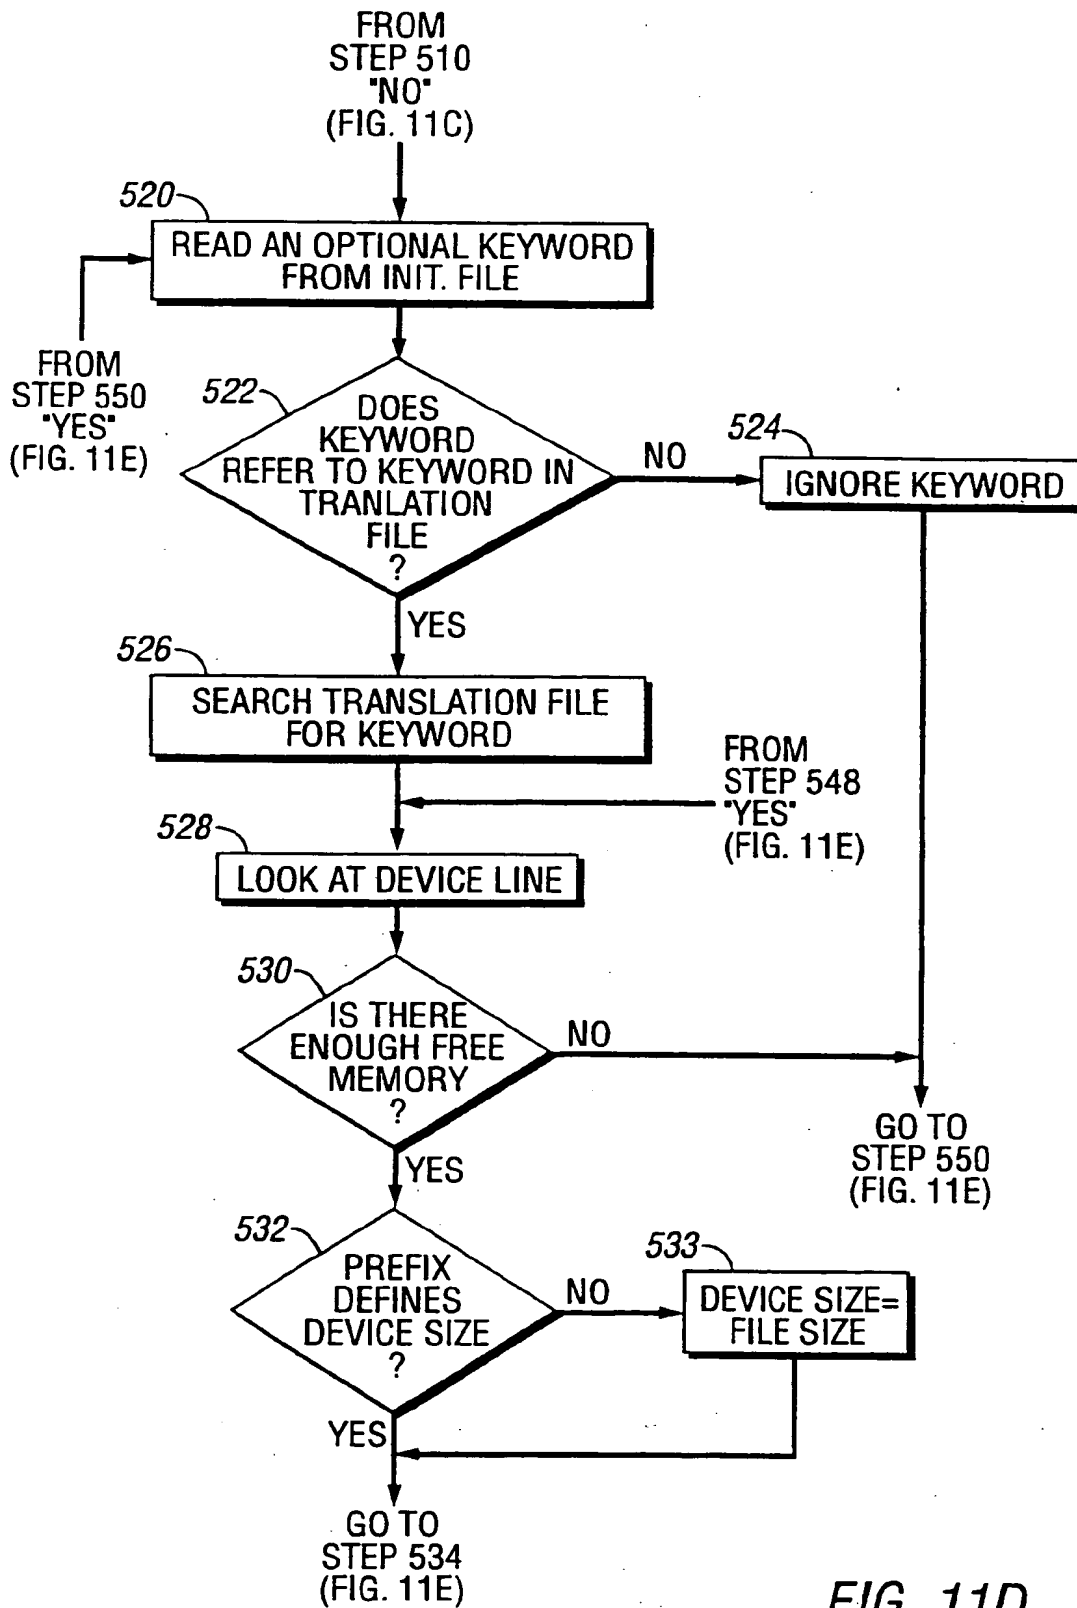 FROM
STEP 510
"NO"
(FIG. 11C)
520
READ AN OPTIONAL KEYWORD
FROM INIT. FILE
FROM
STEP 550
"YES"
(FIG. 11E)
522
DOES
KEYWORD
REFER TO KEYWORD IN
TRANLATION
FILE
?
NO
524
IGNORE KEYWORD
YES
526
SEARCH TRANSLATION FILE
FOR KEYWORD
FROM
STEP 548
"YES"
(FIG. 11E)
528
LOOK AT DEVICE LINE
530
IS THERE
ENOUGH FREE
MEMORY
?
NO
GO TO
STEP 550
(FIG. 11E)
YES
532
PREFIX
DEFINES
DEVICE SIZE
?
NO
533
DEVICE SIZE=
FILE SIZE
YES
GO TO
STEP 534
(FIG. 11E)
FIG. 11D